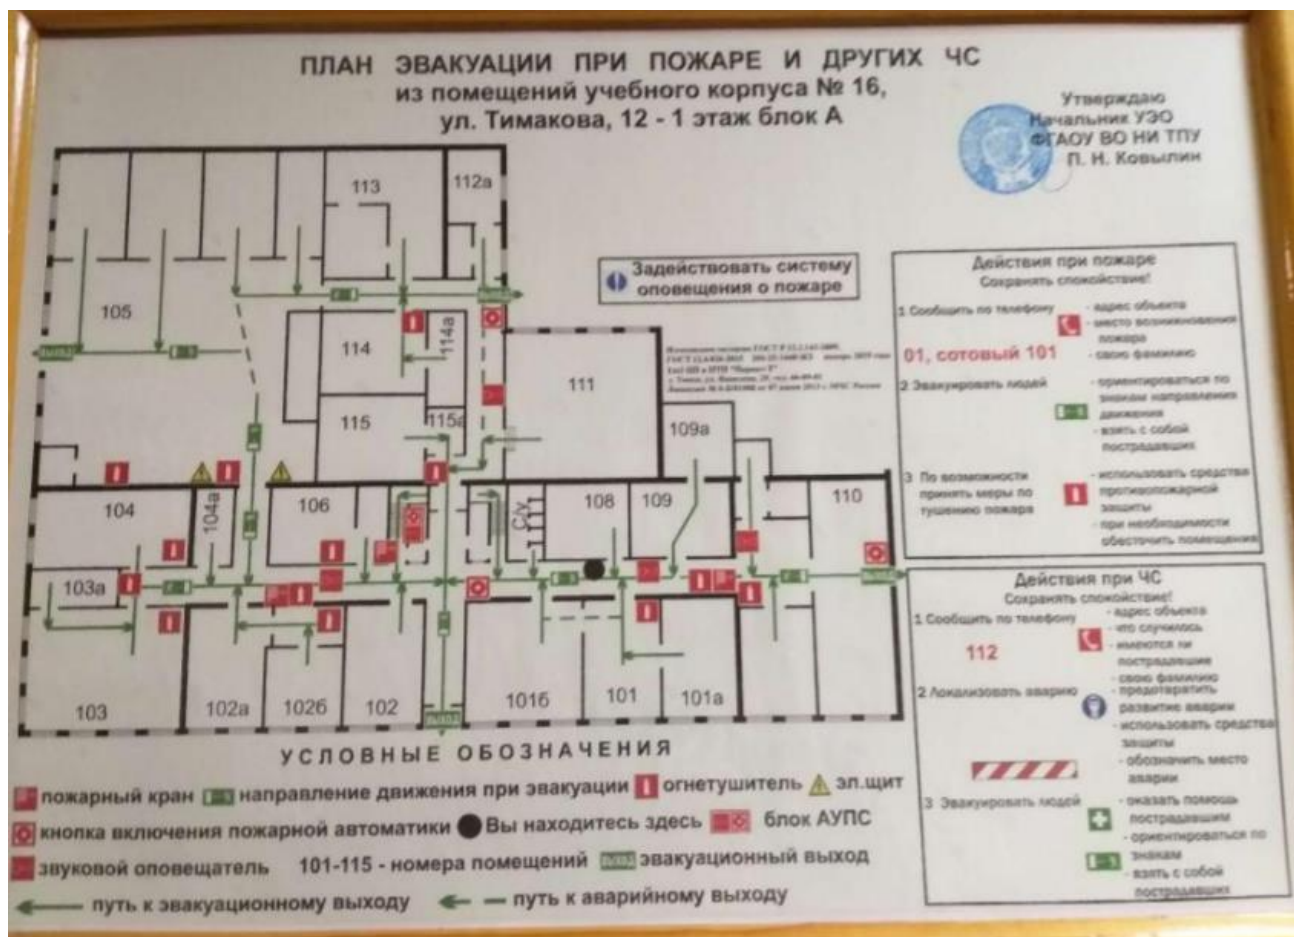 ПЛАН ЭВАКУАЦИИ ПРИ ПОЖАРЕ И ДРУГИХ ЧС
из помещений учебного корпуса № 16,
ул. Тимакова, 12 - 1 этаж блок А
Утверждаю
Начальник УЭО
ФГАОУ ВО НИ ТПУ
П. Н. Ковылин
113
112а
105
114
114а
115
115а
111
109а
Задействовать систему
оповещения о пожаре
104
104а
106
С/у
108
109
110
103а
103
102а
102б
102
101б
101
101а
ВЫХОД
ВЫХОД
ВЫХОД
ВЫХОД
Действия при пожаре
Сохранять спокойствие!
1 Сообщить по телефону
- адрес объекта
- место возникновения
пожара
- свою фамилию
01, сотовый 101
2 Эвакуировать людей
- ориентироваться по
знакам направления
движения
- взять с собой
пострадавших
3 По возможности
принять меры по
тушению пожара
- использовать средства
противопожарной
защиты
- при необходимости
обесточить помещения
Действия при ЧС
Сохранять спокойствие!
1 Сообщить по телефону
- адрес объекта
- что случилось
- имеются ли
пострадавшие
- свою фамилию
112
2 Локализовать аварию
- предотвратить
развитие аварии
- использовать средства
защиты
- обозначить место
аварии
3 Эвакуировать людей
- оказать помощь
пострадавшим
- ориентироваться по
знакам
- взять с собой
пострадавших
УСЛОВНЫЕ ОБОЗНАЧЕНИЯ
пожарный кран направление движения при эвакуации огнетушитель эл.щит
кнопка включения пожарной автоматики Вы находитесь здесь блок АУПС
звуковой оповещатель 101-115 - номера помещений ВЫХОД эвакуационный выход
путь к эвакуационному выходу путь к аварийному выходу